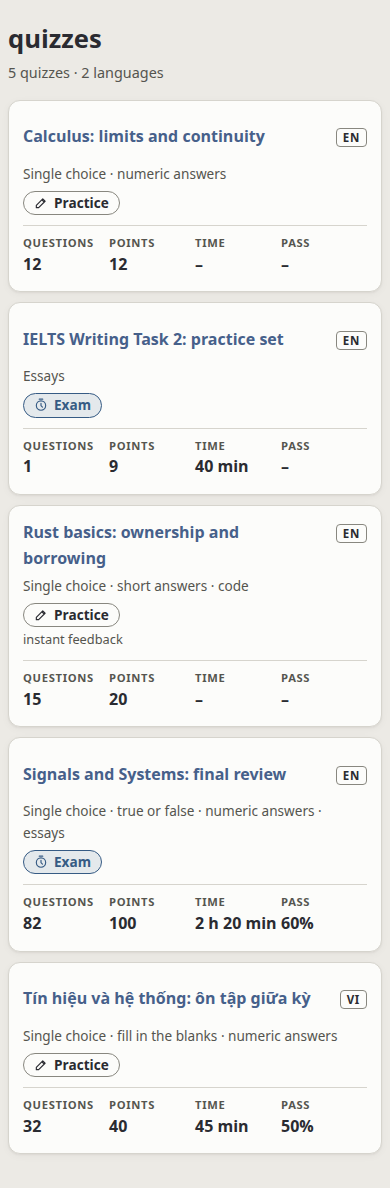 quizzes
5 quizzes · 2 languages
Calculus: limits and continuity EN
Single choice · numeric answers
Practice
QUESTIONS POINTS TIME PASS
12 12 – –
IELTS Writing Task 2: practice set EN
Essays
Exam
QUESTIONS POINTS TIME PASS
1 9 40 min –
Rust basics: ownership and EN
borrowing
Single choice · short answers · code
Practice
instant feedback
QUESTIONS POINTS TIME PASS
15 20 – –
Signals and Systems: final review EN
Single choice · true or false · numeric answers ·
essays
Exam
QUESTIONS POINTS TIME PASS
82 100 2 h 20 min 60%
Tín hiệu và hệ thống: ôn tập giữa kỳ VI
Single choice · fill in the blanks · numeric answers
Practice
QUESTIONS POINTS TIME PASS
32 40 45 min 50%